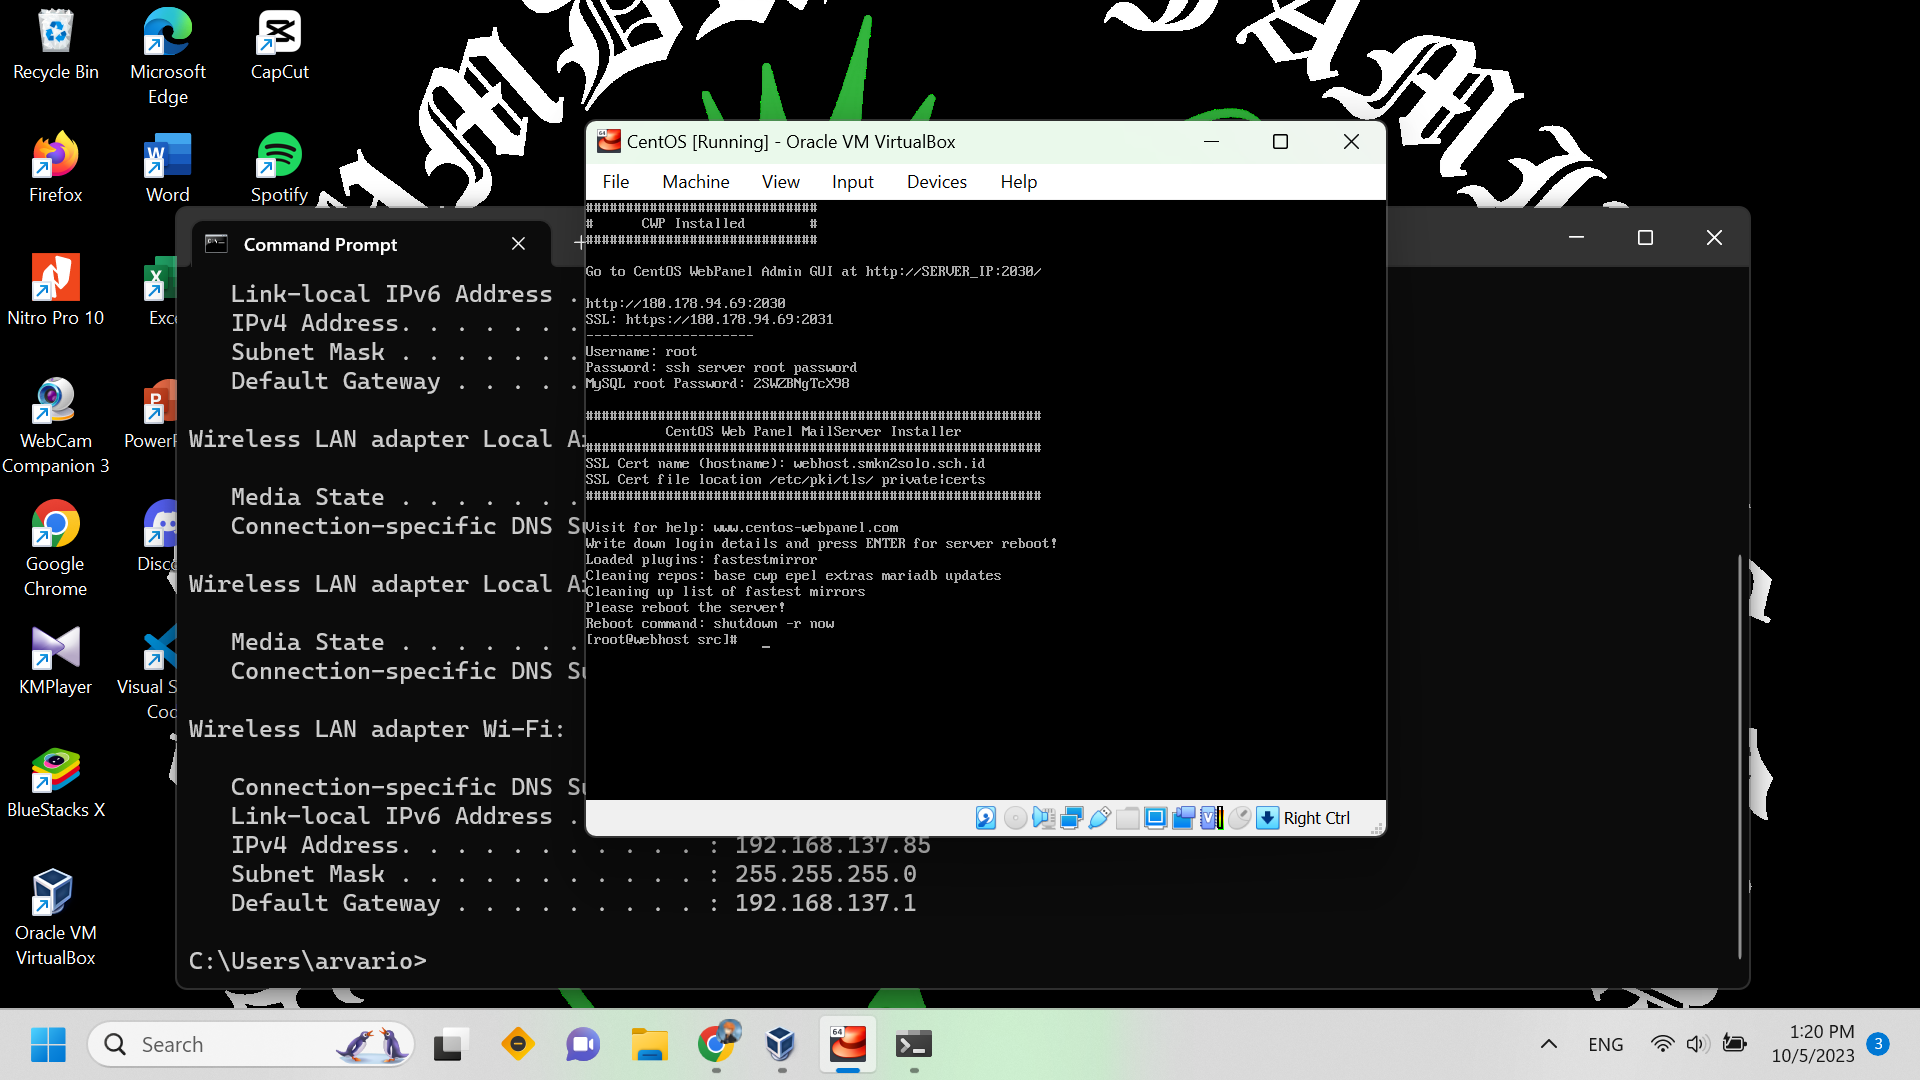 Recycle Bin
Microsoft
Edge
CapCut
Firefox
Word
Spotify
Nitro Pro 10
Exc
WebCam
Companion 3
PowerP
Google
Chrome
Disc
KMPlayer
Visual S
Coc
BlueStacks X
Oracle VM
VirtualBox
Command Prompt
Link-local IPv6 Address .
IPv4 Address. . . . . . .
Subnet Mask . . . . . . .
Default Gateway . . . . .
Wireless LAN adapter Local A
Media State . . . . . . .
Connection-specific DNS S
Wireless LAN adapter Local A
Media State . . . . . . .
Connection-specific DNS S
Wireless LAN adapter Wi-Fi:
Connection-specific DNS S
Link-local IPv6 Address .
IPv4 Address. . . . . . . . . . . : 192.168.137.85
Subnet Mask . . . . . . . . . . . : 255.255.255.0
Default Gateway . . . . . . . . . : 192.168.137.1
C:\Users\arvario>
64
CentOS [Running] - Oracle VM VirtualBox
File Machine View Input Devices Help
#############################
# CWP Installed #
#############################
Go to CentOS WebPanel Admin GUI at http://SERVER_IP:2030/
http://180.178.94.69:2030
SSL: https://180.178.94.69:2031
---------------------
Username: root
Password: ssh server root password
MySQL root Password: 2SWZBNgTcX98
#########################################################
CentOS Web Panel MailServer Installer
#########################################################
SSL Cert name (hostname): webhost.smkn2solo.sch.id
SSL Cert file location /etc/pki/tls/ private|certs
#########################################################
Visit for help: www.centos-webpanel.com
Write down login details and press ENTER for server reboot!
Loaded plugins: fastestmirror
Cleaning repos: base cwp epel extras mariadb updates
Cleaning up list of fastest mirrors
Please reboot the server!
Reboot command: shutdown -r now
[root@webhost src]# _
Right Ctrl
Search
64
ENG
1:20 PM
10/5/2023
3